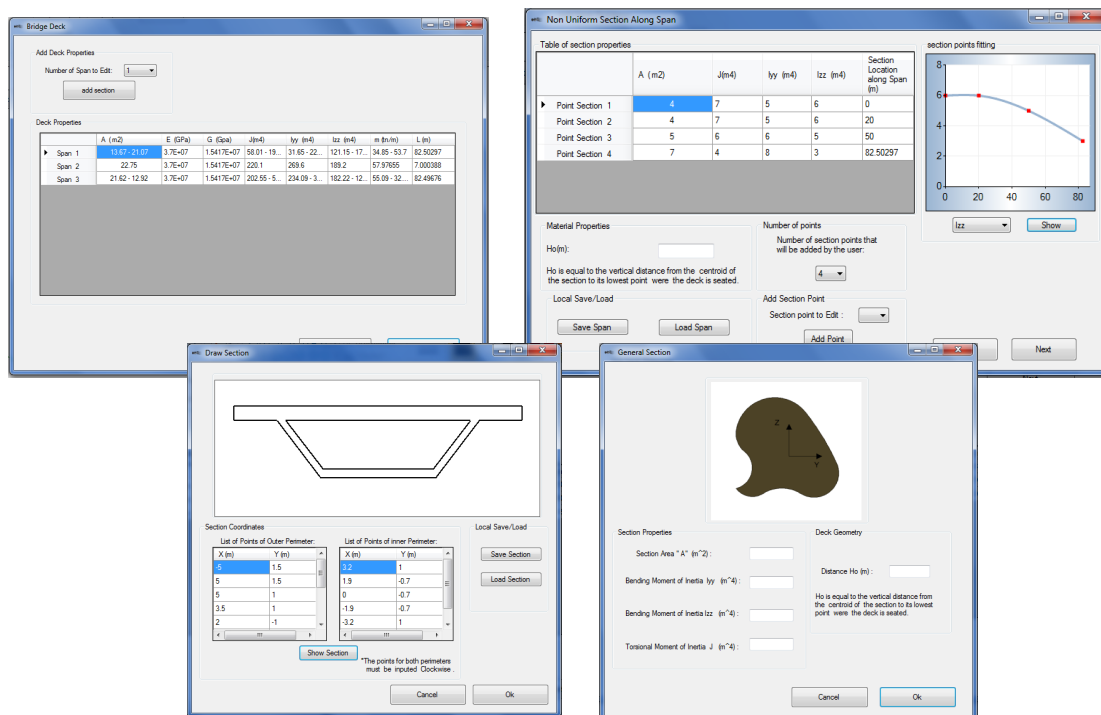 Bridge Deck
Add Deck Properties
Number of Span to Edit: 1
add section
Deck Properties
A ( m2) E (GPa) G (Gpa) J(m4) Iyy (m4) Izz (m4) m (tn/m) L (m)
Span 1 13.67 - 21.07 3.7E+07 1.5417E+07 58.01 - 19... 31.65 - 22... 121.15 - 17... 34.85 - 53.7 82.50297
Span 2 22.75 3.7E+07 1.5417E+07 220.1 269.6 189.2 57.97655 7.000388
Span 3 21.62 - 12.92 3.7E+07 1.5417E+07 202.55 - 5... 234.09 - 3... 182.22 - 12... 55.09 - 32.... 82.49676
Non Uniform Section Along Span
Table of section properties
A ( m2) J(m4) Iyy (m4) Izz (m4) Section Location along Span (m)
Point Section 1 4 7 5 6 0
Point Section 2 4 7 5 6 20
Point Section 3 5 6 6 5 50
Point Section 4 7 4 8 3 82.50297
section points fitting
8
6
4
2
0
0 20 40 60 80
Izz Show
Material Properties
Ho(m):
Ho is equal to the vertical distance from the centroid of
the section to its lowest point were the deck is seated.
Number of points
Number of section points that
will be added by the user:
4
Local Save/Load
Save Span Load Span
Add Section Point
Section point to Edit :
Add Point
Next
Draw Section
Section Coordinates
List of Points of Outer Perimeter:
X (m) Y (m)
-5 1.5
5 1.5
5 1
3.5 1
2 -1
List of Points of inner Perimeter:
X (m) Y (m)
3.2 1
1.9 -0.7
0 -0.7
-1.9 -0.7
-3.2 1
Show Section
*The points for both perimeters
must be inputed Clockwise .
Local Save/Load
Save Section
Load Section
Cancel Ok
General Section
Z
Y
Section Properties
Section Area " A" (m^2) :
Bending Moment of Inertia Iyy (m^4) :
Bending Moment of Inertia Izz (m^4) :
Torsional Moment of Inertia J (m^4) :
Deck Geometry
Distance Ho (m) :
Ho is equal to the vertical distance from
the centroid of the section to its lowest
point were the deck is seated.
Cancel Ok